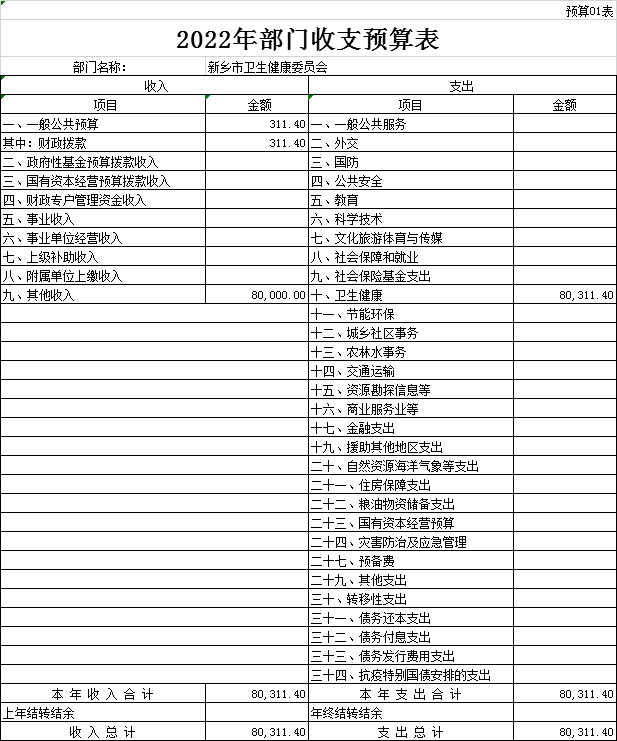 预算01表
2022年部门收支预算表
部门名称： 新乡市卫生健康委员会
收入 支出
项目 金额 项目 金额
一、一般公共预算 311.40 一、一般公共服务
其中：财政拨款 311.40 二、外交
二、政府性基金预算拨款收入 三、国防
三、国有资本经营预算拨款收入 四、公共安全
四、财政专户管理资金收入 五、教育
五、事业收入 六、科学技术
六、事业单位经营收入 七、文化旅游体育与传媒
七、上级补助收入 八、社会保障和就业
八、附属单位上缴收入 九、社会保险基金支出
九、其他收入 80,000.00 十、卫生健康 80,311.40
十一、节能环保
十二、城乡社区事务
十三、农林水事务
十四、交通运输
十五、资源勘探信息等
十六、商业服务业等
十七、金融支出
十九、援助其他地区支出
二十、自然资源海洋气象等支出
二十一、住房保障支出
二十二、粮油物资储备支出
二十三、国有资本经营预算
二十四、灾害防治及应急管理
二十七、预备费
二十九、其他支出
三十、转移性支出
三十一、债务还本支出
三十二、债务付息支出
三十三、债务发行费用支出
三十四、抗疫特别国债安排的支出
本 年 收 入 合 计 80,311.40 本 年 支 出 合 计 80,311.40
上年结转结余 年终结转结余
收 入 总 计 80,311.40 支 出 总 计 80,311.40